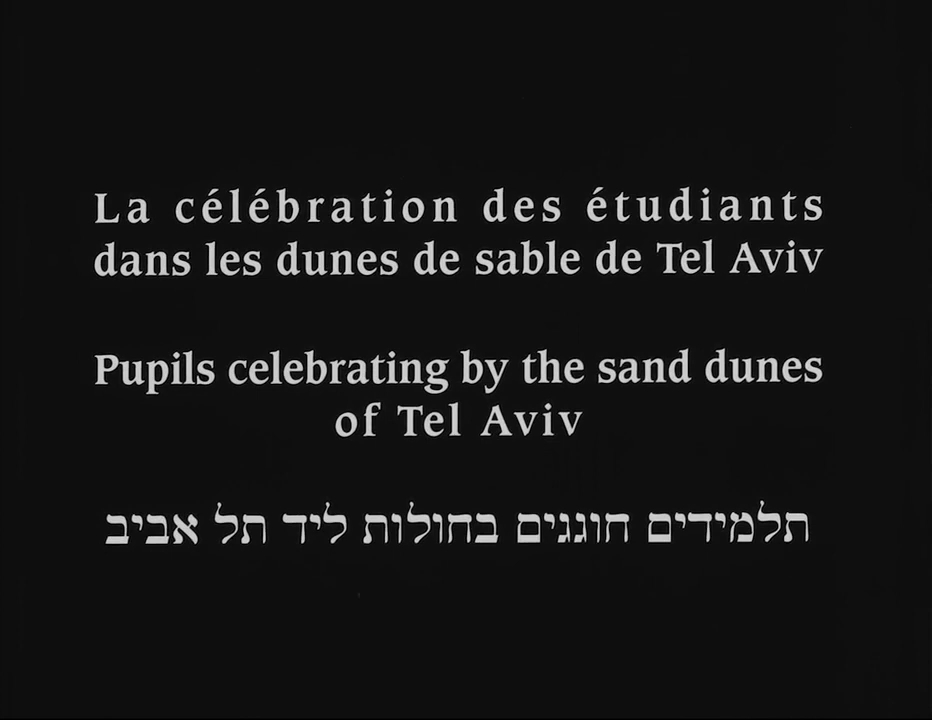 La célébration des étudiants
dans les dunes de sable de Tel Aviv
Pupils celebrating by the sand dunes
of Tel Aviv
תלמידים חוגגים בחולות ליד תל אביב